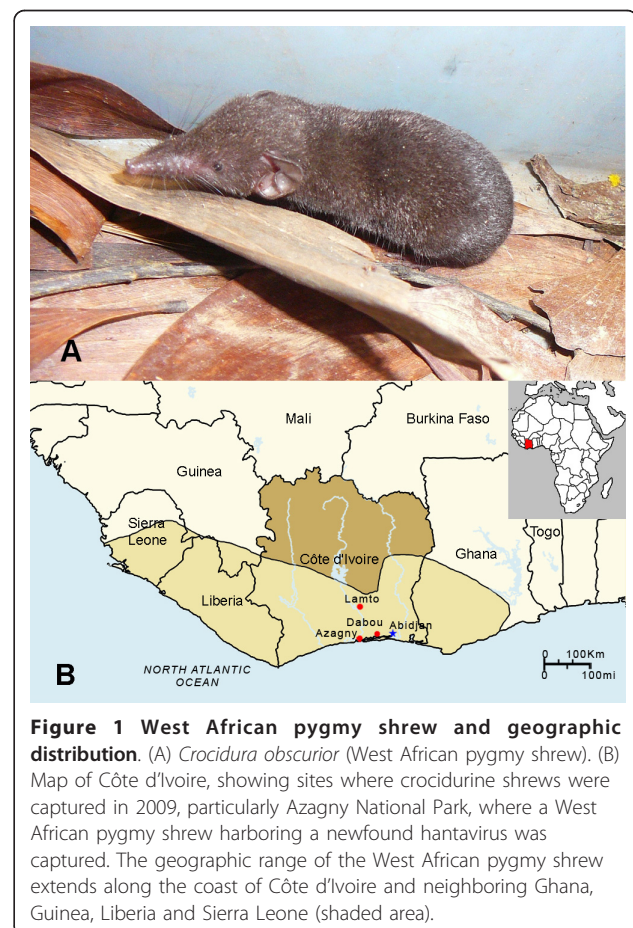 A
Mali
Burkina Faso
Guinea
Sierra
Leone
Côte d'Ivoire
Ghana
Togo
Liberia
Lamto
Dabou
Abidjan
Azagny
NORTH ATLANTIC
OCEAN
0 100Km
0 100mi
B
Figure 1 West African pygmy shrew and geographic
distribution. (A) Crocidura obscurior (West African pygmy shrew). (B)
Map of Côte d'Ivoire, showing sites where crocidurine shrews were
captured in 2009, particularly Azagny National Park, where a West
African pygmy shrew harboring a newfound hantavirus was
captured. The geographic range of the West African pygmy shrew
extends along the coast of Côte d'Ivoire and neighboring Ghana,
Guinea, Liberia and Sierra Leone (shaded area).